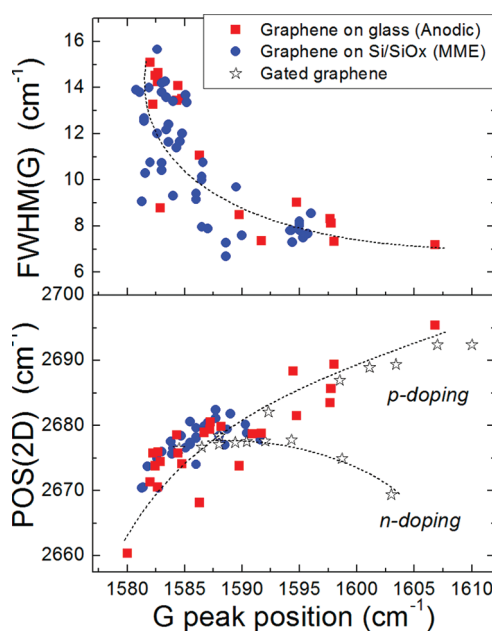 Graphene on glass (Anodic)
Graphene on Si/SiOx (MME)
Gated graphene
FWHM(G) (cm⁻¹)
16
14
12
10
8
6
2700
POS(2D) (cm⁻¹)
2690
2680
2670
2660
p-doping
n-doping
1580 1585 1590 1595 1600 1605 1610
G peak position (cm⁻¹)